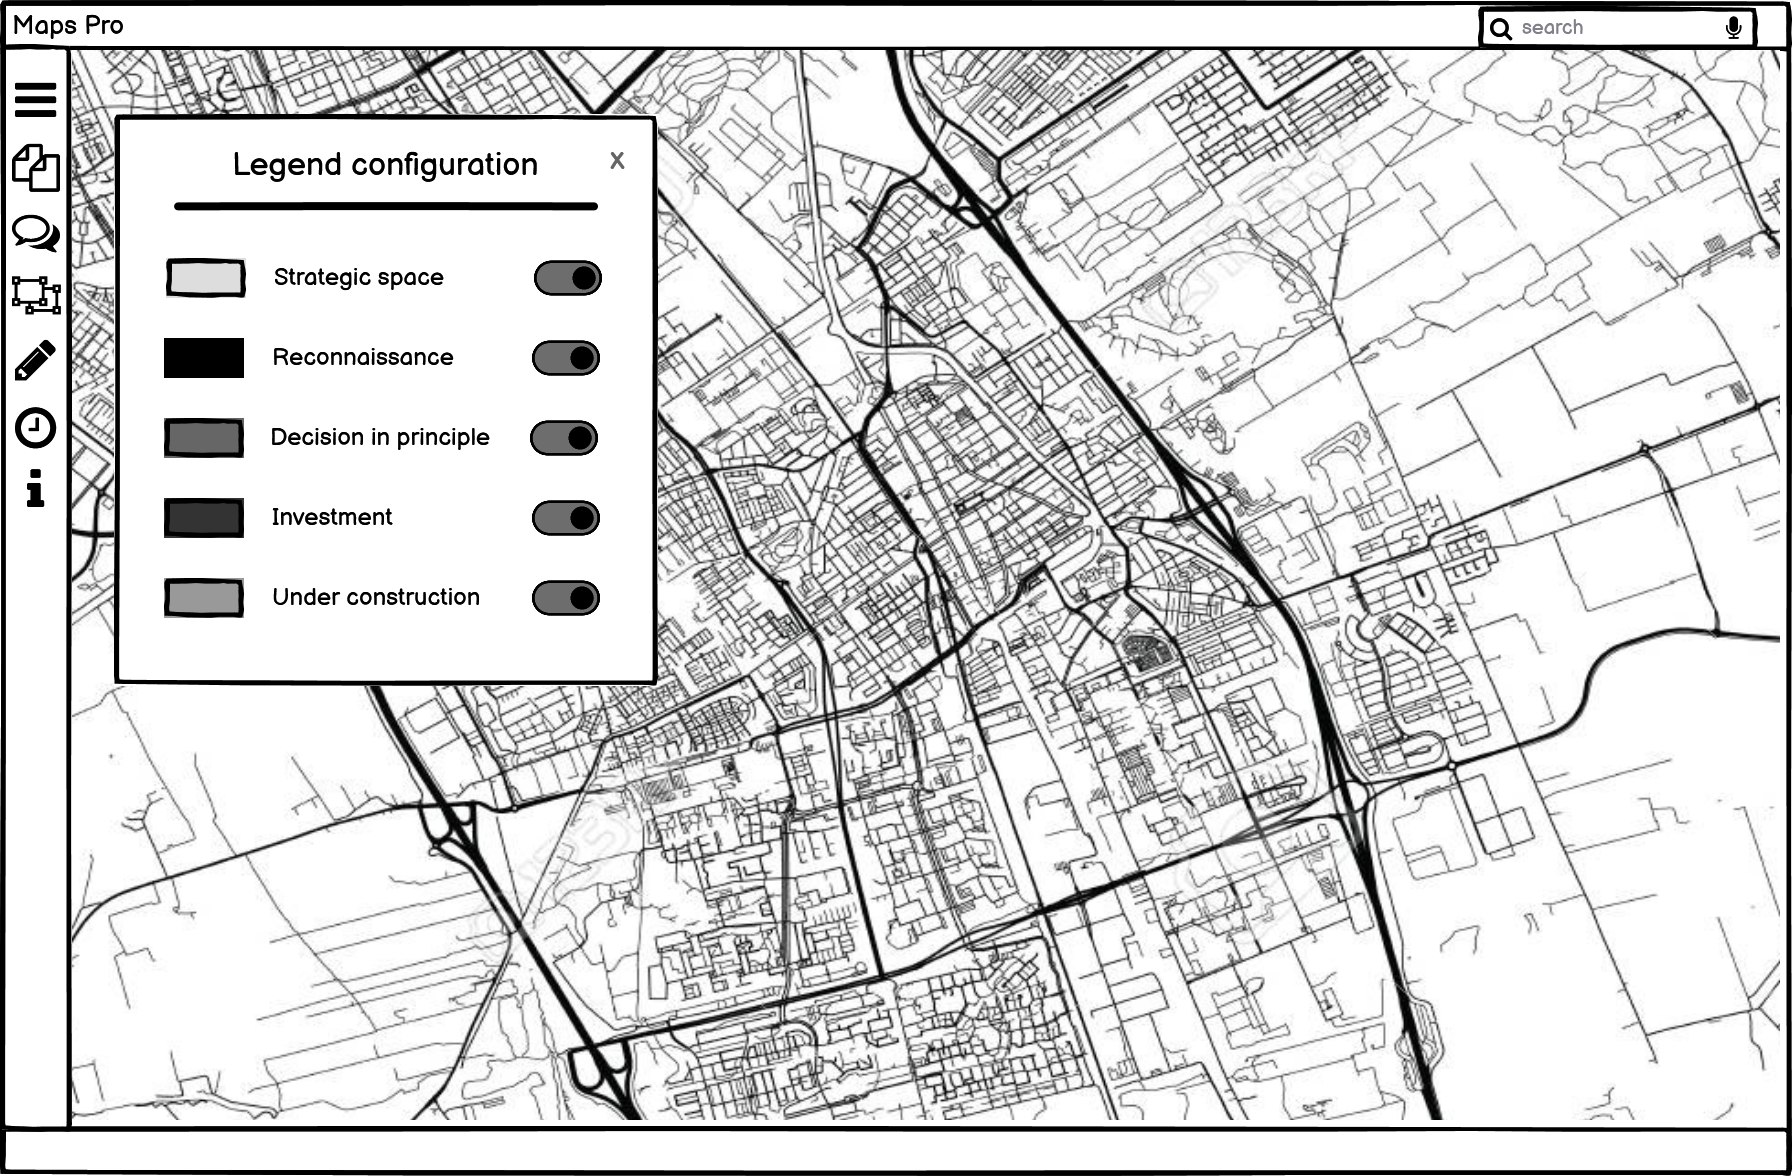 Maps Pro
search
Legend configuration
X
Strategic space
Reconnaissance
Decision in principle
Investment
Under construction